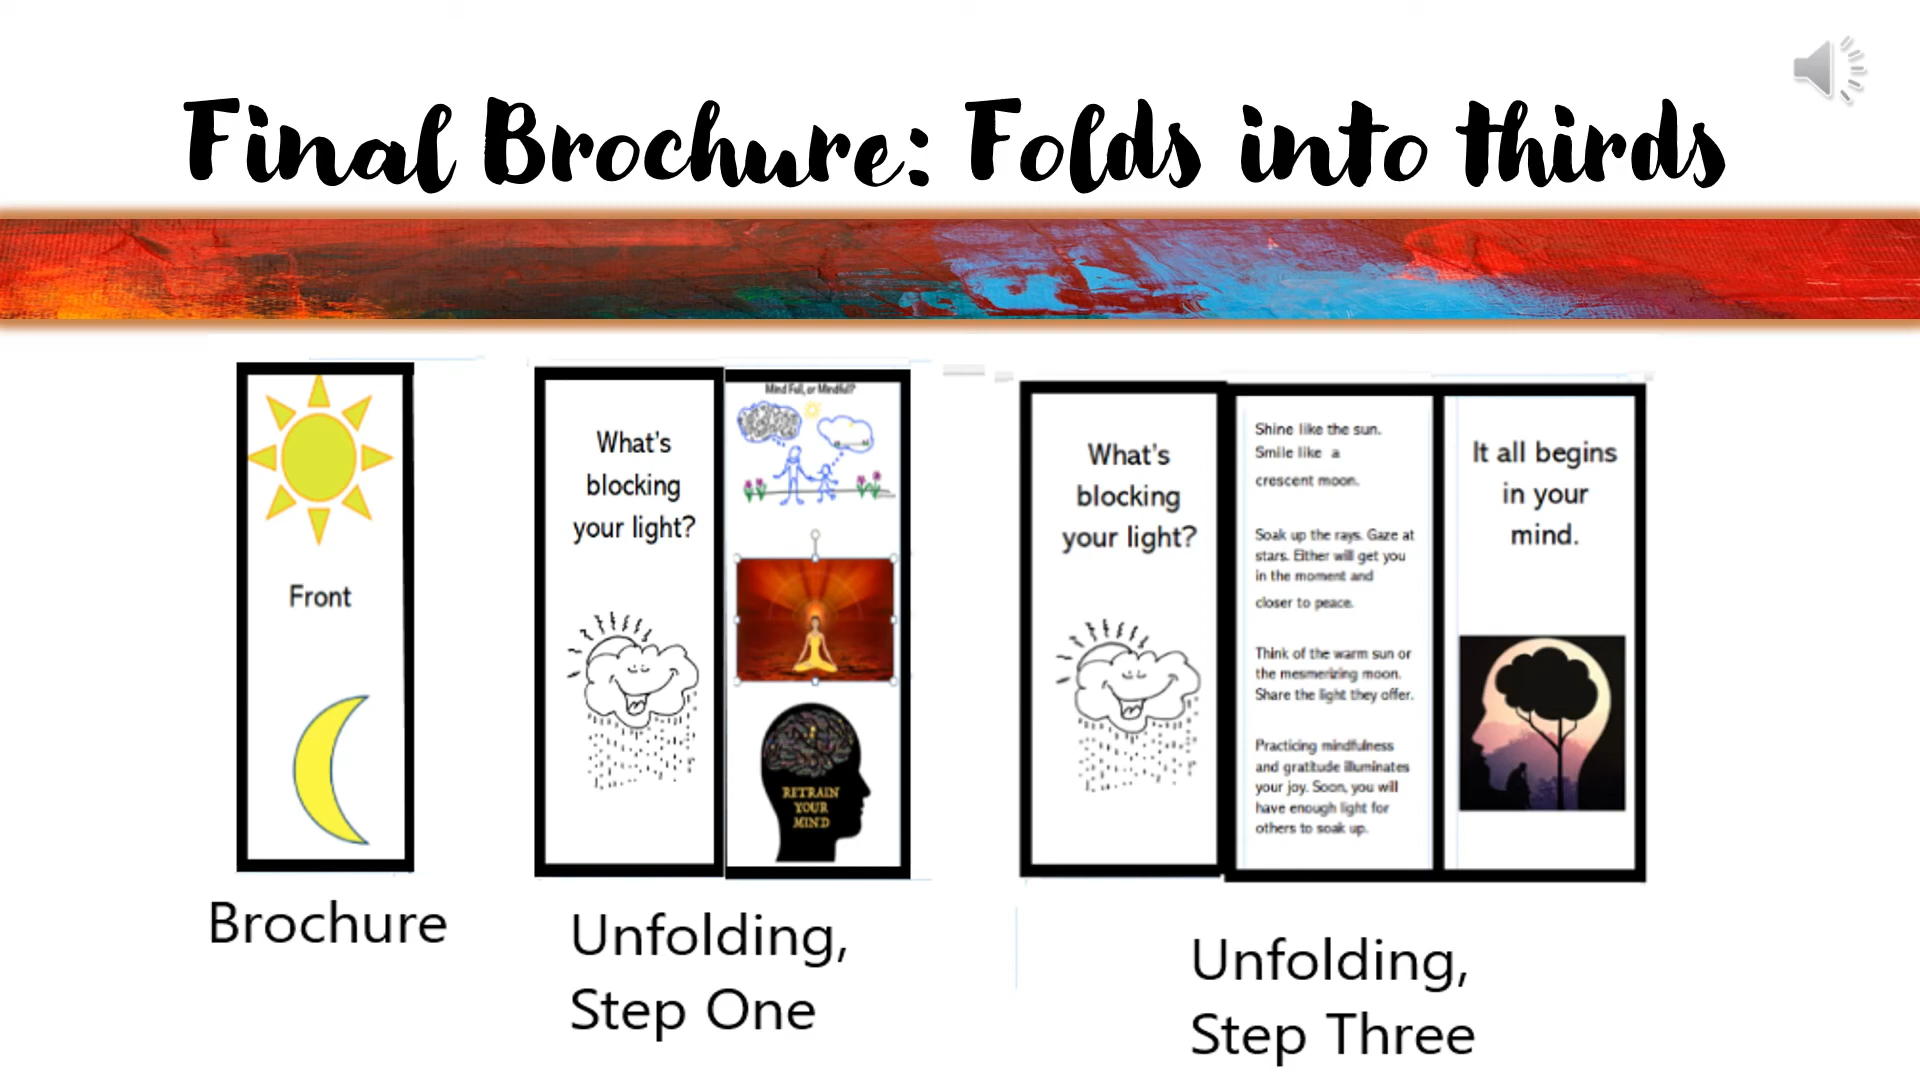 Final Brochure: Folds into thirds
Front
Brochure
What's
blocking
your light?
Mind Full, or Mindful?
RETRAIN
YOUR
MIND
Unfolding,
Step One
What's
blocking
your light?
Shine like the sun.
Smile like a
crescent moon.
Soak up the rays. Gaze at
stars. Either will get you
in the moment and
closer to peace.
Think of the warm sun or
the mesmerizing moon.
Share the light they offer.
Practicing mindfulness
and gratitude illuminates
your joy. Soon, you will
have enough light for
others to soak up.
It all begins
in your
mind.
Unfolding,
Step Three